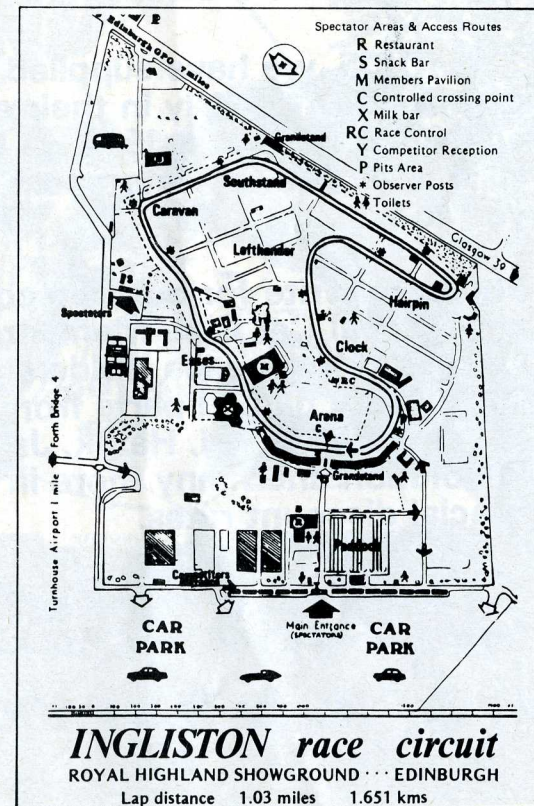 Edinburgh GPO 7 miles
P
Spectator Areas & Access Routes
R Restaurant
S Snack Bar
M Members Pavilion
C Controlled crossing point
X Milk bar
RC Race Control
Y Competitor Reception
P Pits Area
* Observer Posts
Toilets
Grandstand
Southstand
Glasgow 39
Caravan
Lefthander
Hairpin
Spectators
Clock
Esses
M
RC
Arena
C
Grandstand
Turnhouse Airport 1 mile Forth Bridge 4
Paddock
Competitors
Main Entrance
(SPECTATORS)
CAR
PARK
CAR
PARK
INGLISTON race circuit
ROYAL HIGHLAND SHOWGROUND ··· EDINBURGH
Lap distance 1.03 miles 1.651 kms